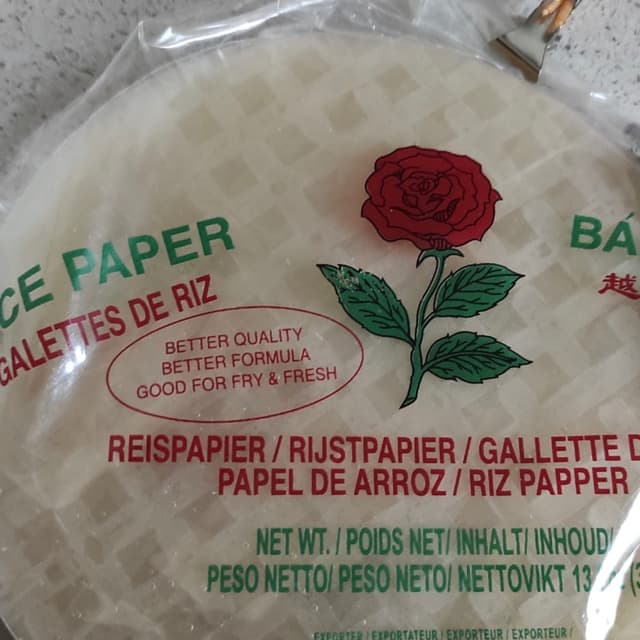 CE PAPER
BÁ
越
GALETTES DE RIZ
BETTER QUALITY
BETTER FORMULA
GOOD FOR FRY & FRESH
REISPAPIER / RIJSTPAPIER / GALLETTE D
PAPEL DE ARROZ / RIZ PAPPER
NET WT. / POIDS NET/ INHALT/ INHOUD/
PESO NETTO/ PESO NETO/ NETTOVIKT 13
EXPORTER / EXPORTATEUR / EXPORTEUR / EXPORTEUR /